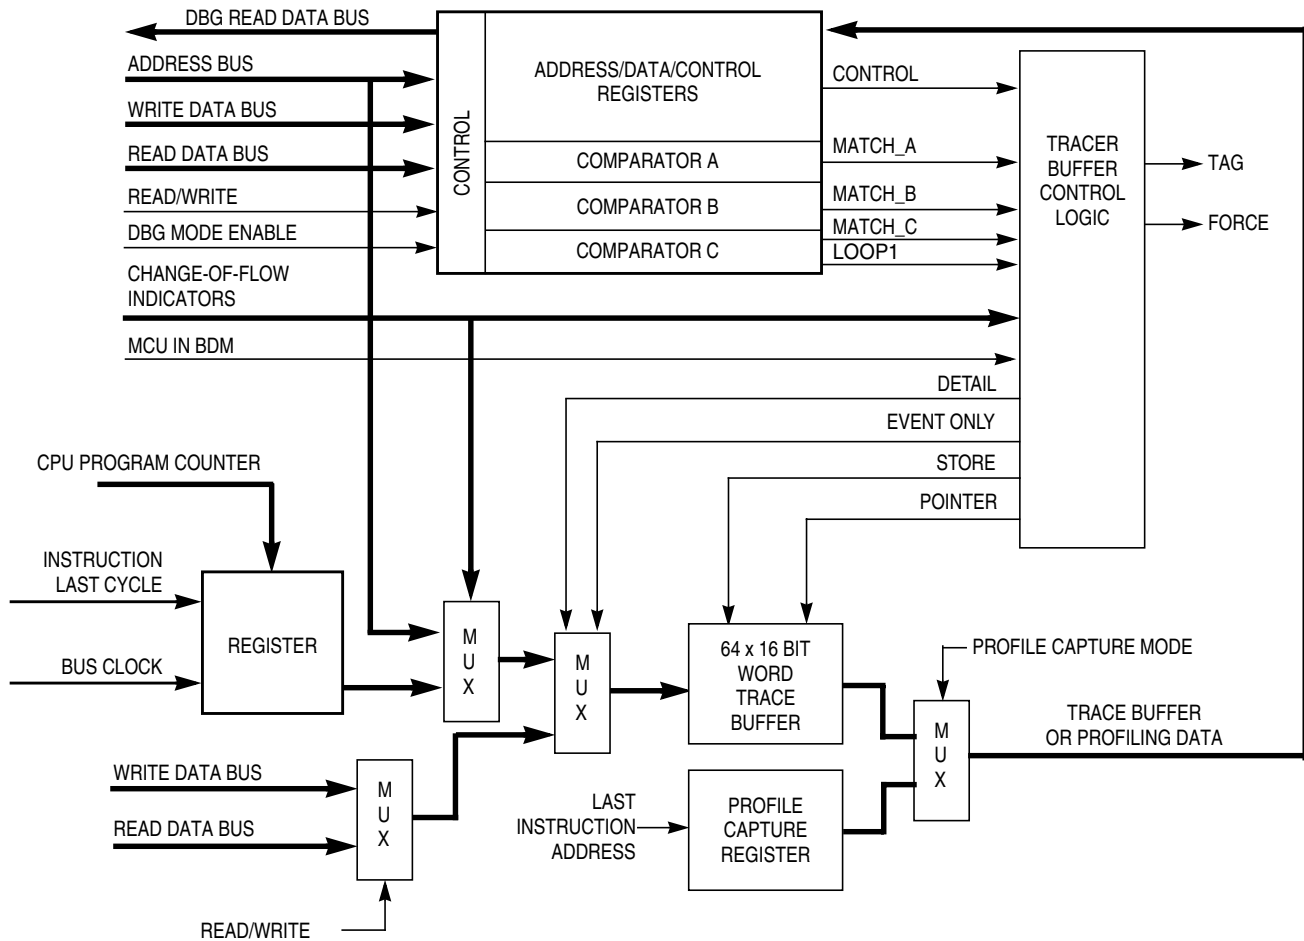 DBG READ DATA BUS
ADDRESS BUS
WRITE DATA BUS
READ DATA BUS
READ/WRITE
DBG MODE ENABLE
CHANGE-OF-FLOW
INDICATORS
MCU IN BDM
CONTROL
ADDRESS/DATA/CONTROL
REGISTERS
COMPARATOR A
COMPARATOR B
COMPARATOR C
CONTROL
MATCH_A
MATCH_B
MATCH_C
LOOP1
TRACER
BUFFER
CONTROL
LOGIC
TAG
FORCE
DETAIL
EVENT ONLY
STORE
POINTER
CPU PROGRAM COUNTER
INSTRUCTION
LAST CYCLE
BUS CLOCK
REGISTER
M
U
X
M
U
X
64 x 16 BIT
WORD
TRACE
BUFFER
PROFILE CAPTURE MODE
M
U
X
TRACE BUFFER
OR PROFILING DATA
WRITE DATA BUS
READ DATA BUS
M
U
X
READ/WRITE
LAST
INSTRUCTION
ADDRESS
PROFILE
CAPTURE
REGISTER